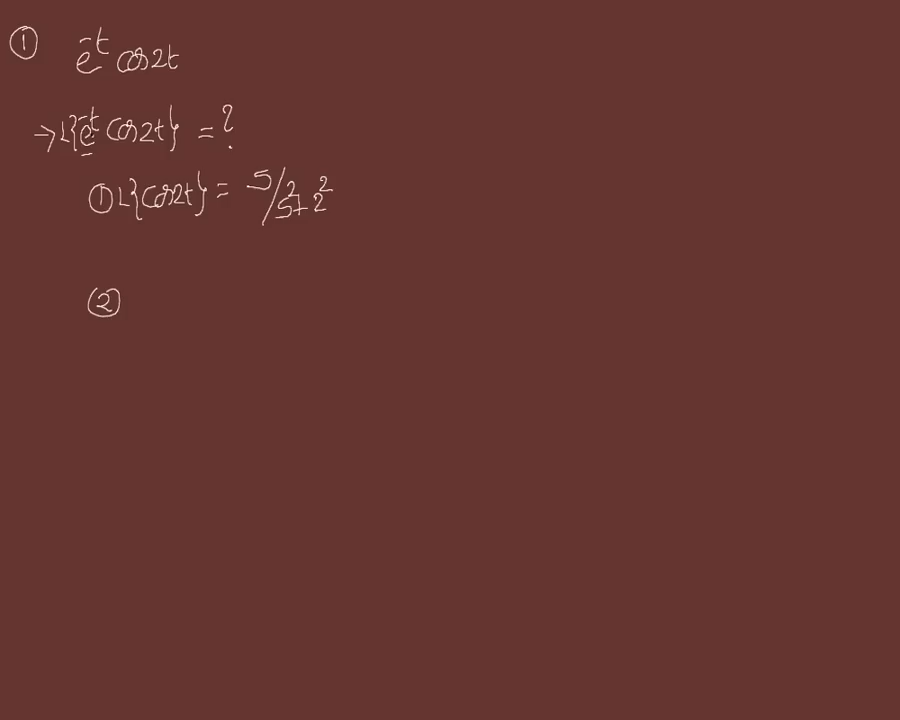 ① e^-t cos2t
→ L{e^-t cos2t} = ?
① L{cos2t} = s/s²+2²
②